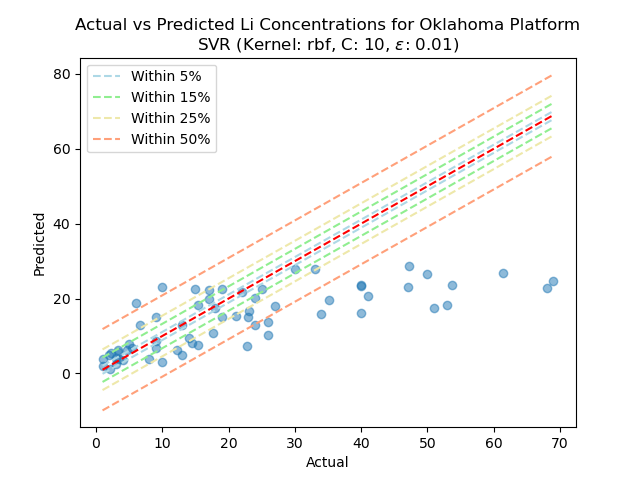 Actual vs Predicted Li Concentrations for Oklahoma Platform
SVR (Kernel: rbf, C: 10, ε: 0.01)
Within 5%
Within 15%
Within 25%
Within 50%
Predicted
80
60
40
20
0
0 10 20 30 40 50 60 70
Actual